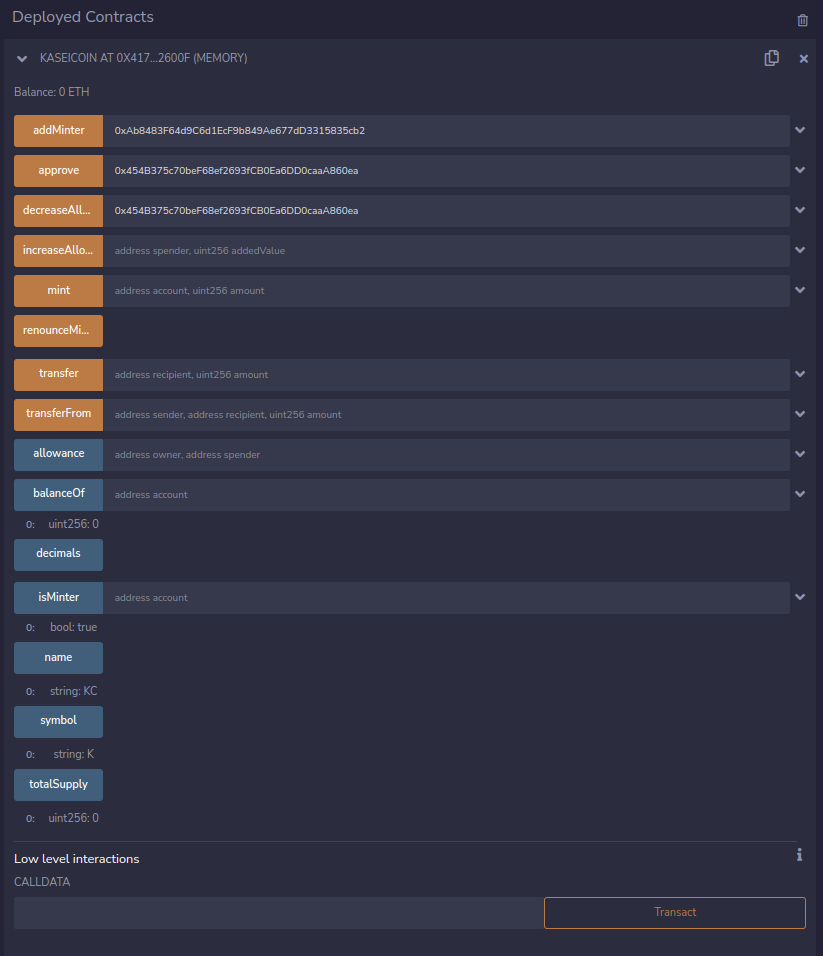 Deployed Contracts
KASEICOIN AT 0X417...2600F (MEMORY)
Balance: 0 ETH
addMinter 0xAb8483F64d9C6d1EcF9b849Ae677dD3315835cb2
approve 0x454B375c70beF68ef2693fCB0Ea6DD0caaA860ea
decreaseAll... 0x454B375c70beF68ef2693fCB0Ea6DD0caaA860ea
increaseAllo... address spender, uint256 addedValue
mint address account, uint256 amount
renounceMi...
transfer address recipient, uint256 amount
transferFrom address sender, address recipient, uint256 amount
allowance address owner, address spender
balanceOf address account
0: uint256: 0
decimals
isMinter address account
0: bool: true
name
0: string: KC
symbol
0: string: K
totalSupply
0: uint256: 0
Low level interactions
CALLDATA
Transact